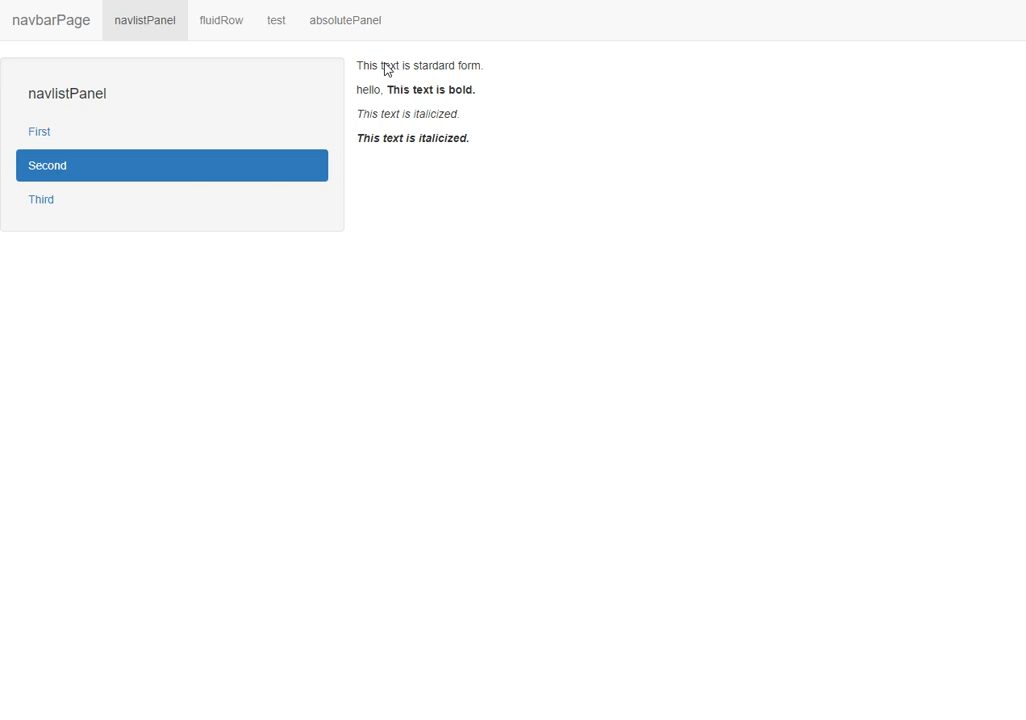 navbarPage navlistPanel fluidRow test absolutePanel
navlistPanel
First
Second
Third
This text is stardard form.
hello, This text is bold.
This text is italicized.
This text is italicized.